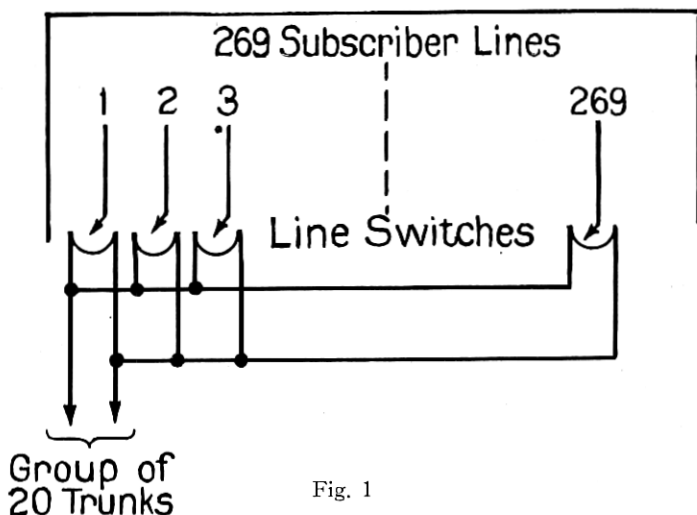 269 Subscriber Lines
1 2 3 269
Line Switches
Group of
20 Trunks
Fig. 1